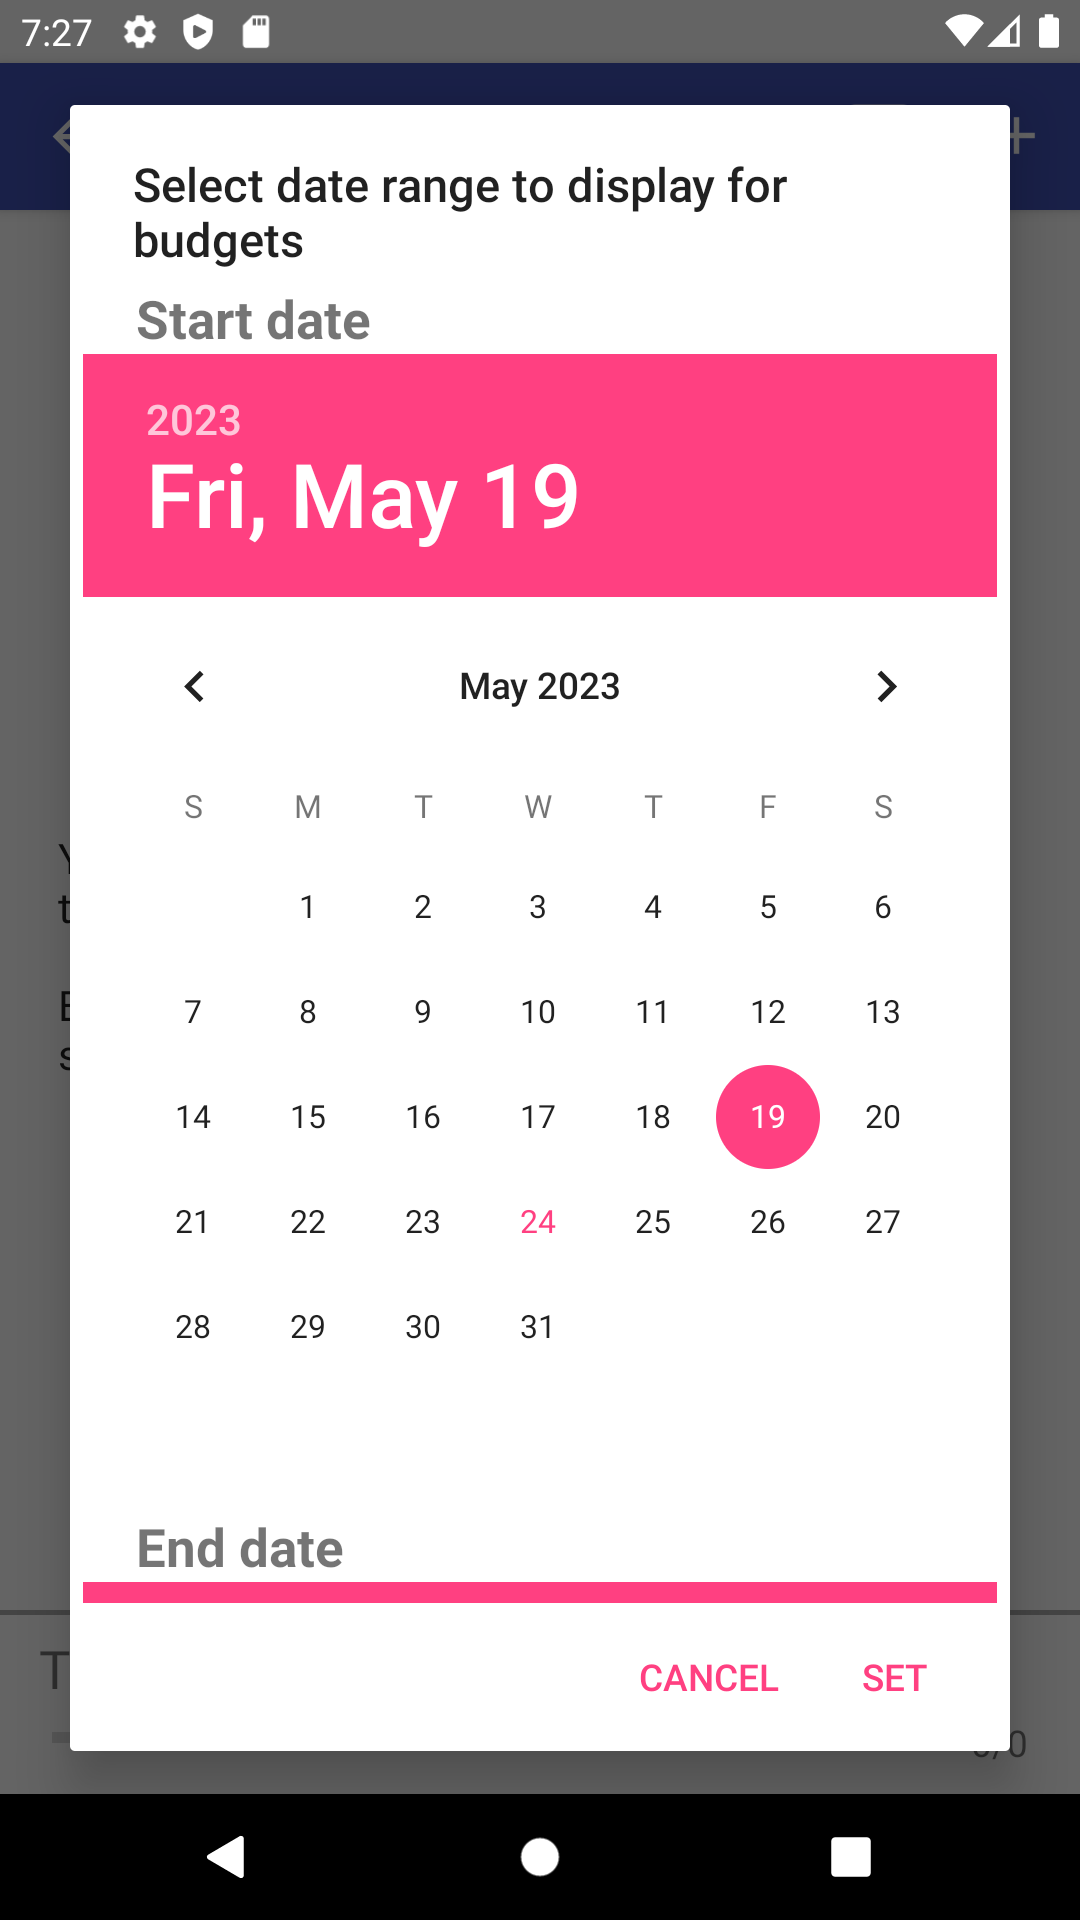 7:27
Select date range to display for
budgets
Start date
2023
Fri, May 19
May 2023
S M T W T F S
1 2 3 4 5 6
7 8 9 10 11 12 13
14 15 16 17 18 19 20
21 22 23 24 25 26 27
28 29 30 31
End date
CANCEL SET